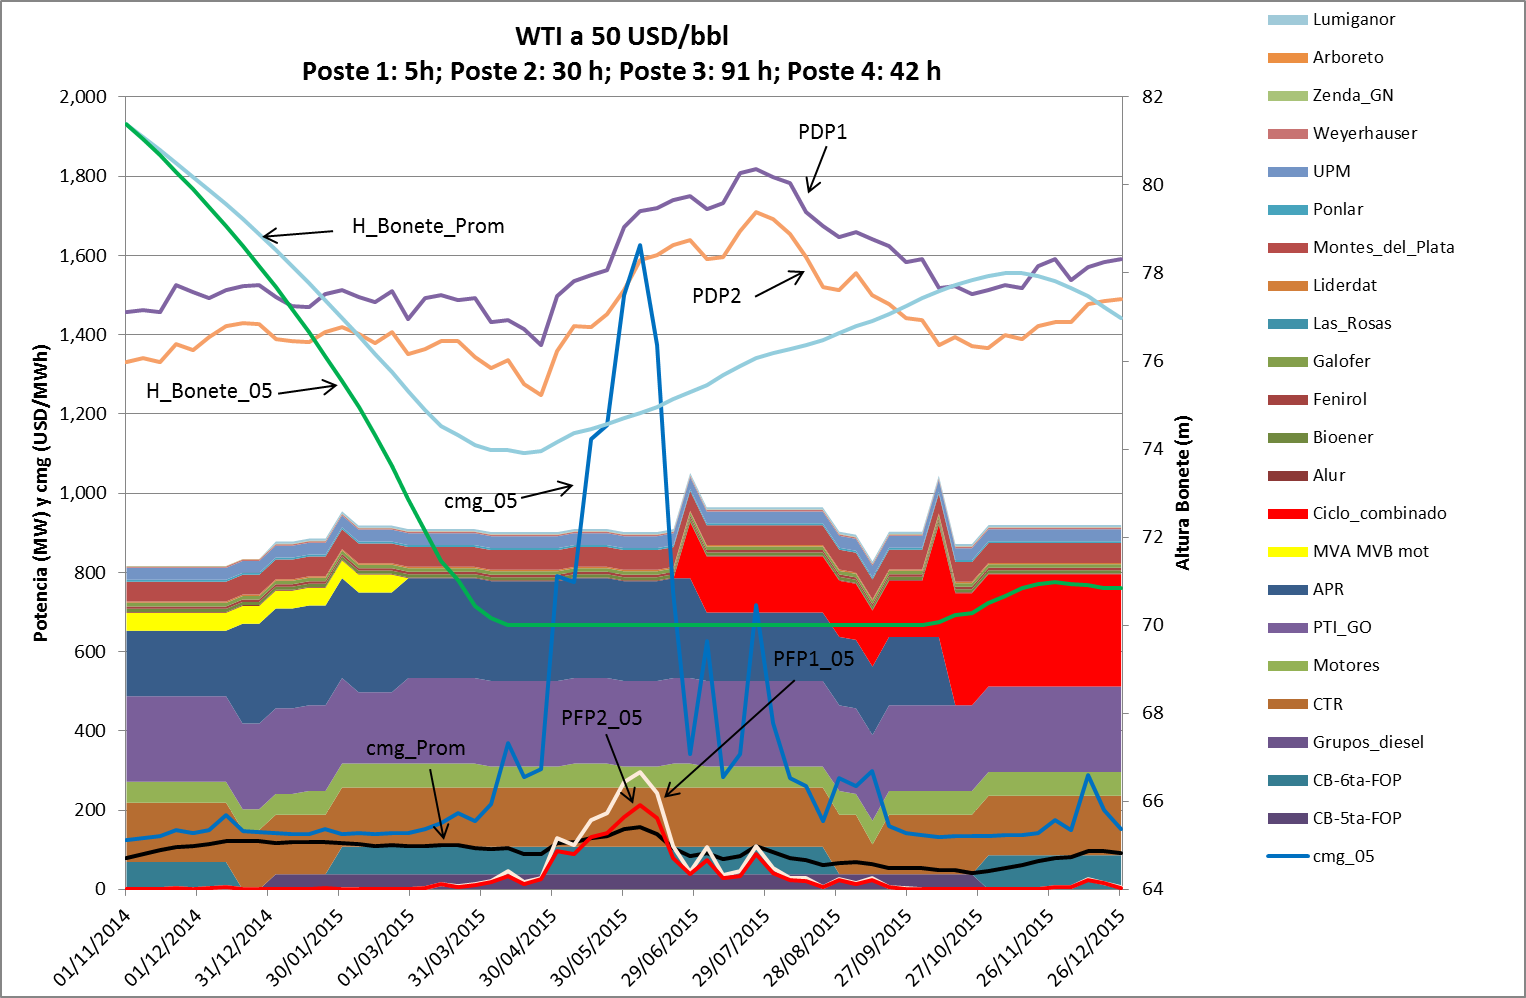 WTI a 50 USD/bbl
Poste 1: 5h; Poste 2: 30 h; Poste 3: 91 h; Poste 4: 42 h
Potencia (MW) y cmg (USD/MWh)
2,000
1,800
1,600
1,400
1,200
1,000
800
600
400
200
0
PDP1
H_Bonete_Prom
PDP2
H_Bonete_05
cmg_05
PFP1_05
PFP2_05
cmg_Prom
82
80
78
76
74
72
70
68
66
64
Altura Bonete (m)
01/11/2014
01/12/2014
31/12/2014
30/01/2015
01/03/2015
31/03/2015
30/04/2015
30/05/2015
29/06/2015
29/07/2015
28/08/2015
27/09/2015
27/10/2015
26/11/2015
26/12/2015
Lumiganor
Arboreto
Zenda_GN
Weyerhauser
UPM
Ponlar
Montes_del_Plata
Liderdat
Las_Rosas
Galofer
Fenirol
Bioener
Alur
Ciclo_combinado
MVA MVB mot
APR
PTI_GO
Motores
CTR
Grupos_diesel
CB-6ta-FOP
CB-5ta-FOP
cmg_05